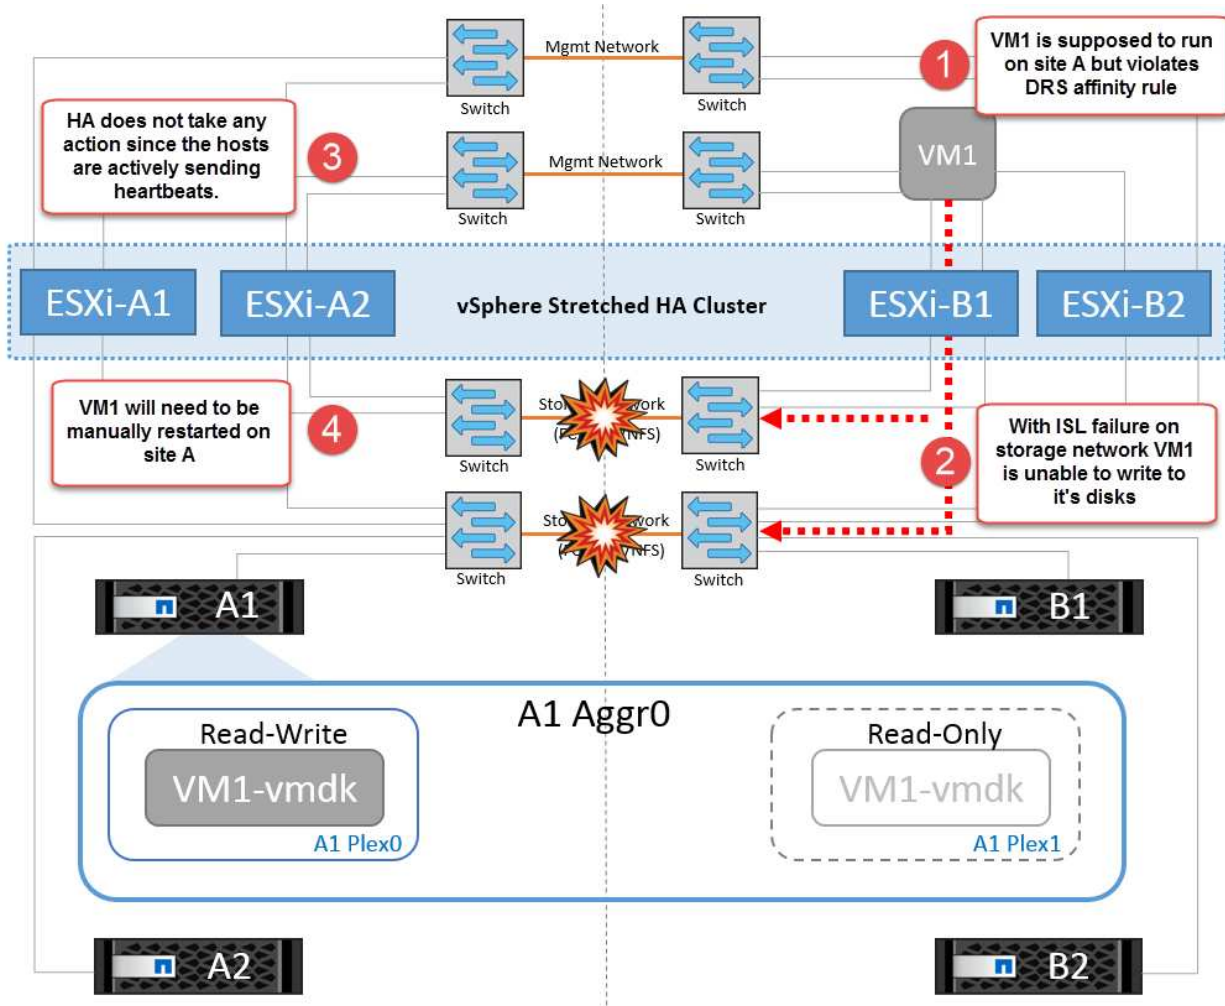 Mgmt Network
Switch
Switch
1
VM1 is supposed to run
on site A but violates
DRS affinity rule
HA does not take any
action since the hosts
are actively sending
heartbeats.
3
Mgmt Network
Switch
Switch
VM1
ESXi-A1
ESXi-A2
vSphere Stretched HA Cluster
ESXi-B1
ESXi-B2
VM1 will need to be
manually restarted on
site A
4
Switch
Switch
2
With ISL failure on
storage network VM1
is unable to write to
it's disks
Switch
Switch
A1
B1
A1 Aggr0
Read-Write
VM1-vmdk
A1 Plex0
Read-Only
VM1-vmdk
A1 Plex1
A2
B2